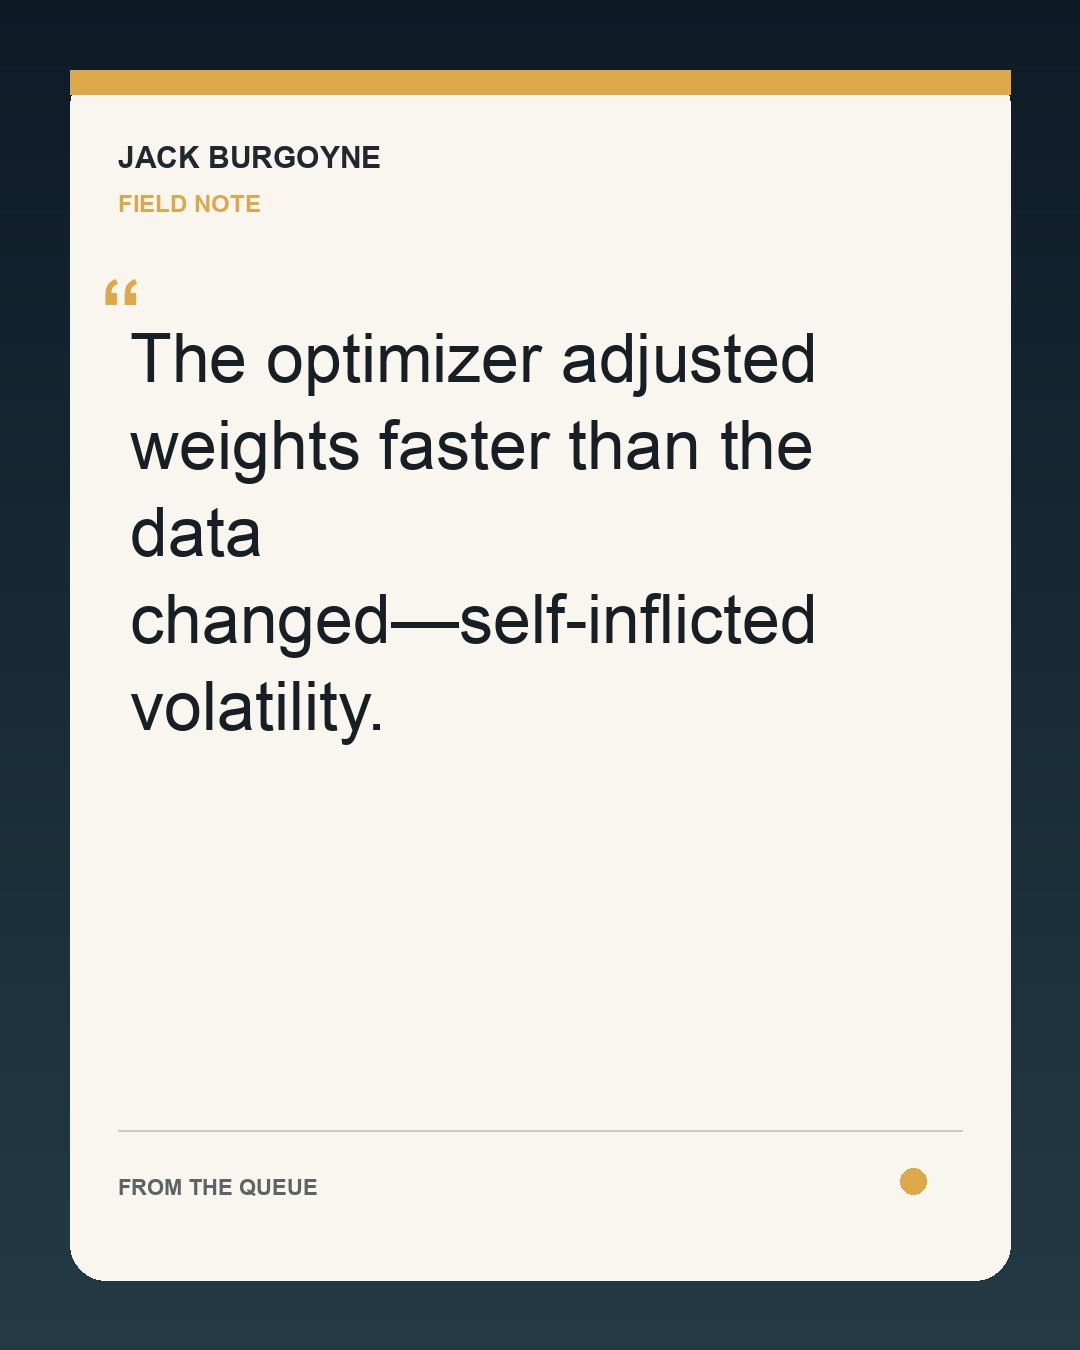 JACK BURGOYNE
FIELD NOTE
“
The optimizer adjusted
weights faster than the
data
changed—self-inflicted
volatility.
FROM THE QUEUE